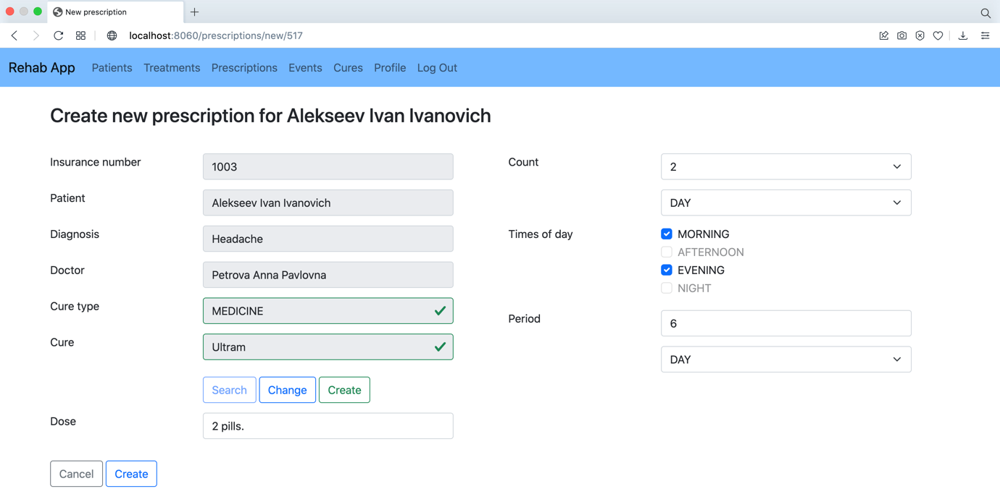 New prescription
localhost:8060/prescriptions/new/517
Rehab App Patients Treatments Prescriptions Events Cures Profile Log Out
Create new prescription for Alekseev Ivan Ivanovich
Insurance number 1003
Patient Alekseev Ivan Ivanovich
Diagnosis Headache
Doctor Petrova Anna Pavlovna
Cure type MEDICINE
Cure Ultram
Search Change Create
Dose 2 pills.
Cancel Create
Count 2
DAY
Times of day MORNING
AFTERNOON
EVENING
NIGHT
Period 6
DAY